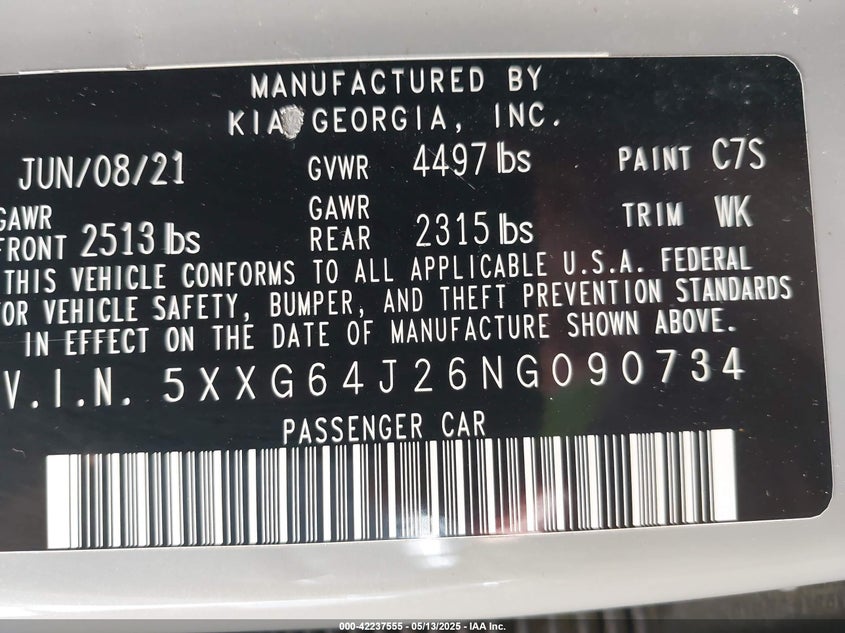 MANUFACTURED BY
KIA GEORGIA, INC.
JUN/08/21 GVWR 4497 lbs PAINT C7S
GAWR FRONT 2513 lbs GAWR REAR 2315 lbs TRIM WK
THIS VEHICLE CONFORMS TO ALL APPLICABLE U.S.A. FEDERAL
OR VEHICLE SAFETY, BUMPER, AND THEFT PREVENTION STANDARDS
IN EFFECT ON THE DATE OF MANUFACTURE SHOWN ABOVE.
V.I.N. 5XXG64J26NG090734
PASSENGER CAR
000-42237555 - 05/13/2025 - IAA Inc.